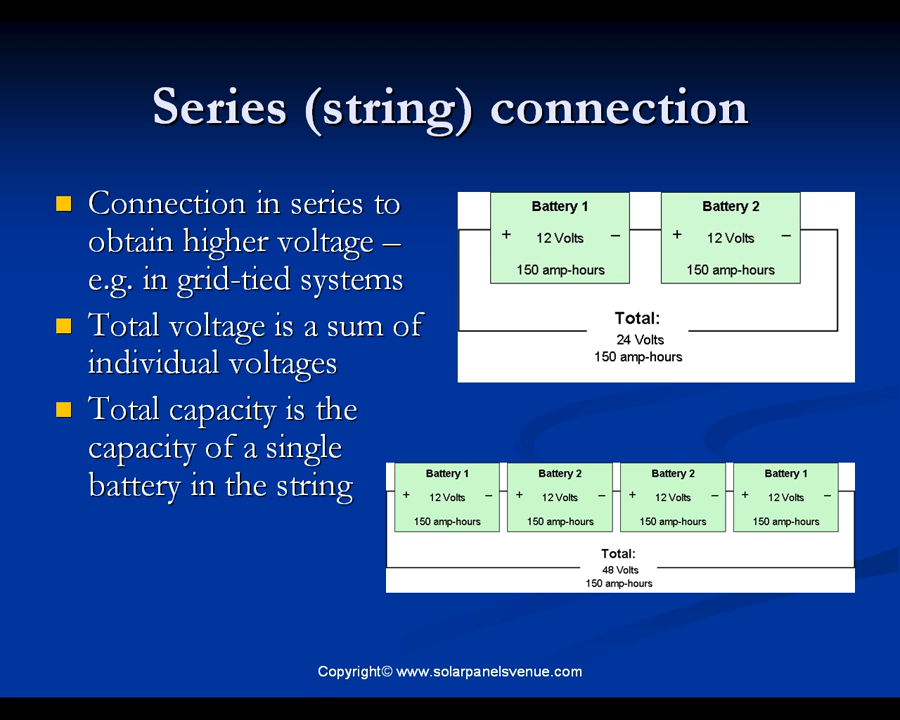 Series (string) connection
Connection in series to
obtain higher voltage –
e.g. in grid-tied systems
Total voltage is a sum of
individual voltages
Total capacity is the
capacity of a single
battery in the string
Battery 1
+ 12 Volts –
150 amp-hours
Battery 2
+ 12 Volts –
150 amp-hours
Total:
24 Volts
150 amp-hours
Battery 1
+ 12 Volts –
150 amp-hours
Battery 2
+ 12 Volts –
150 amp-hours
Battery 2
+ 12 Volts –
150 amp-hours
Battery 1
+ 12 Volts –
150 amp-hours
Total:
48 Volts
150 amp-hours
Copyright© www.solarpanelsvenue.com